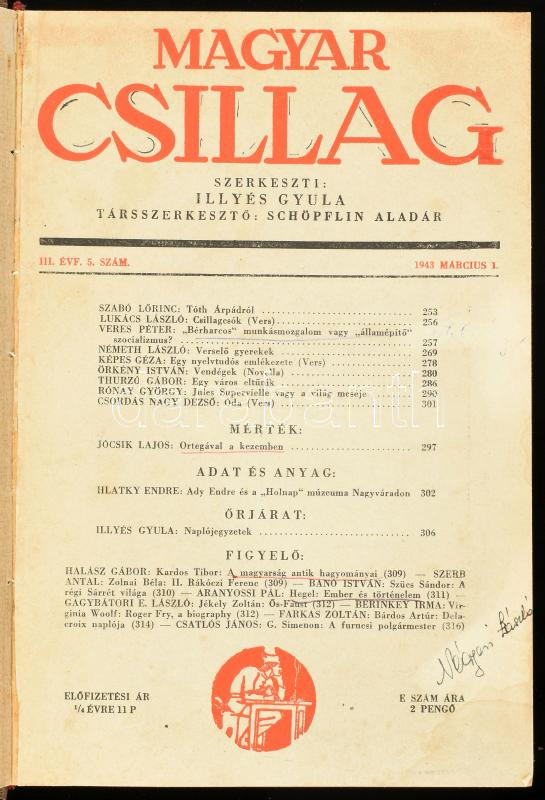 MAGYAR
CSILLAG
SZERKESZTI:
ILLYÉS GYULA
TÁRSSZERKESZTŐ: SCHÖPFLIN ALADÁR
III. ÉVF. 5. SZÁM. 1943 MÁRCIUS 1.
SZABÓ LŐRINC: Tóth Árpádról 253
LUKÁCS LÁSZLÓ: Csillagcsők (Vers) 256
VERES PÉTER: „Bérharcos" munkásmozgalom vagy „államépítő"
szocializmus? 257
NÉMETH LÁSZLÓ: Verselő gyerekek 269
KÉPES GÉZA: Egy nyelvtudós emlékezete (Vers) 278
ÖRKÉNY ISTVÁN: Vendégek (Novella) 280
THURZÓ GÁBOR: Egy város eltűnik 286
RÓNAY GYÖRGY: Jules Supervielle vagy a világ meséje 290
CSORDÁS NAGY DEZSŐ: Óda (Vers) 301
MÉRTÉK:
JÓCSIK LAJOS: Ortegával a kezemben 297
ADAT ÉS ANYAG:
HLATKY ENDRE: Ady Endre és a „Holnap" múzeuma Nagyváradon 302
ŐRJÁRAT:
ILLYÉS GYULA: Naplójegyzetek 306
FIGYELŐ:
HALÁSZ GÁBOR: Kardos Tibor: A magyarság antik hagyományai (309) — SZERB
ANTAL: Zolnai Béla: II. Rákóczi Ferenc (309) — BANÓ ISTVÁN: Szücs Sándor: A
régi Sárrét világa (310) — ARANYOSSI PÁL: Hegel: Ember és történelem (311) —
GAGYBÁTORI E. LÁSZLÓ: Jékely Zoltán: Ős-Faust (312) — BERINKEY IRMA: Vir-
ginia Woolf: Roger Fry, a biography (312) — FARKAS ZOLTÁN: Bárdos Artúr: Dela-
croix naplója (314) — CSATLÓS JÁNOS: G. Simenon: A furnesi polgármester (316)
ELŐFIZETÉSI ÁR
¼ ÉVRE 11 P
E SZÁM ÁRA
2 PENGŐ
darabanth